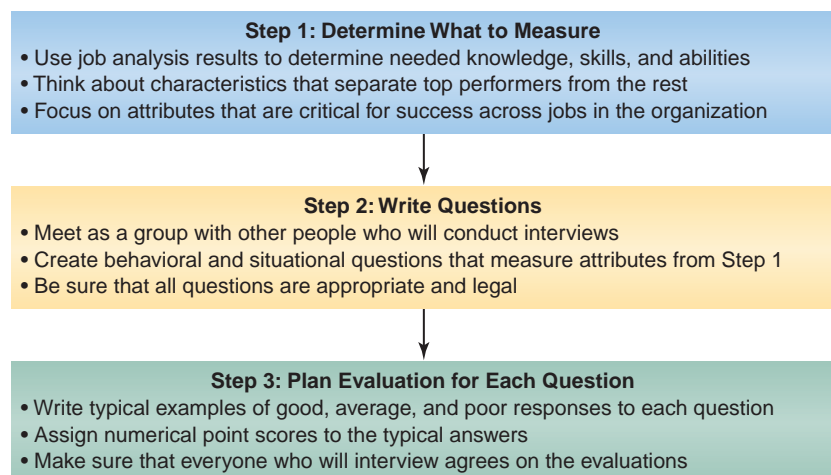 Step 1: Determine What to Measure
• Use job analysis results to determine needed knowledge, skills, and abilities
• Think about characteristics that separate top performers from the rest
• Focus on attributes that are critical for success across jobs in the organization
Step 2: Write Questions
• Meet as a group with other people who will conduct interviews
• Create behavioral and situational questions that measure attributes from Step 1
• Be sure that all questions are appropriate and legal
Step 3: Plan Evaluation for Each Question
• Write typical examples of good, average, and poor responses to each question
• Assign numerical point scores to the typical answers
• Make sure that everyone who will interview agrees on the evaluations